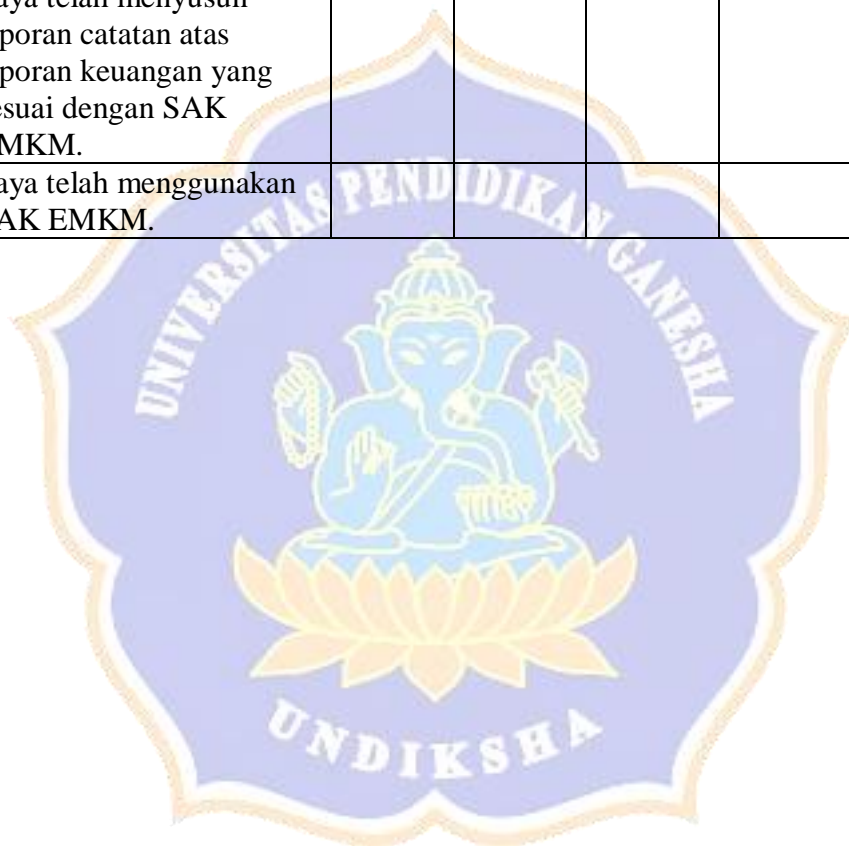 aya telah menyusun
poran catatan atas
poran keuangan yang
esuai dengan SAK
MKM.
aya telah menggunakan
AK EMKM.
UNIVERSITAS PENDIDIKAN GANESHA
UNDIKSHA